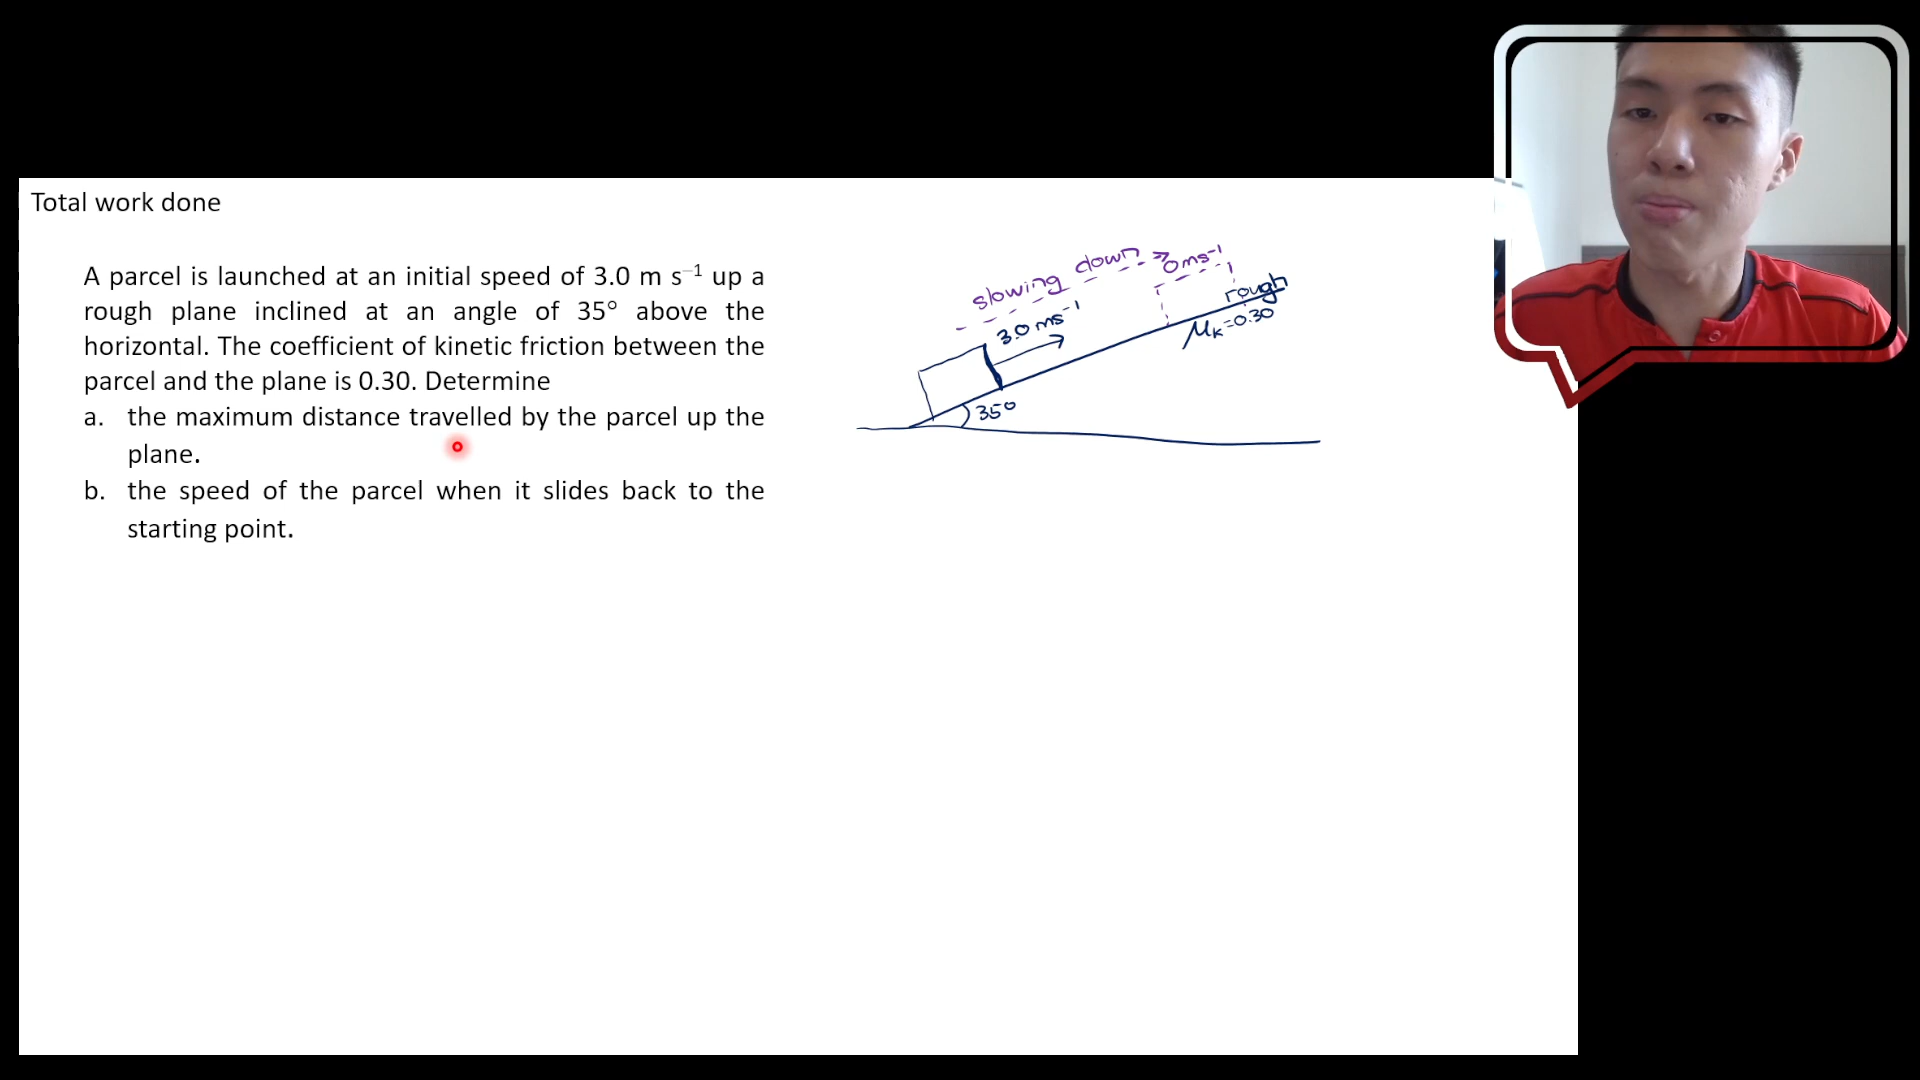 Total work done
A parcel is launched at an initial speed of 3.0 m s⁻¹ up a
rough plane inclined at an angle of 35° above the
horizontal. The coefficient of kinetic friction between the
parcel and the plane is 0.30. Determine
a. the maximum distance travelled by the parcel up the
plane.
b. the speed of the parcel when it slides back to the
starting point.
slowing down
0 ms⁻¹
3.0 ms⁻¹
rough
μₖ=0.30
35°